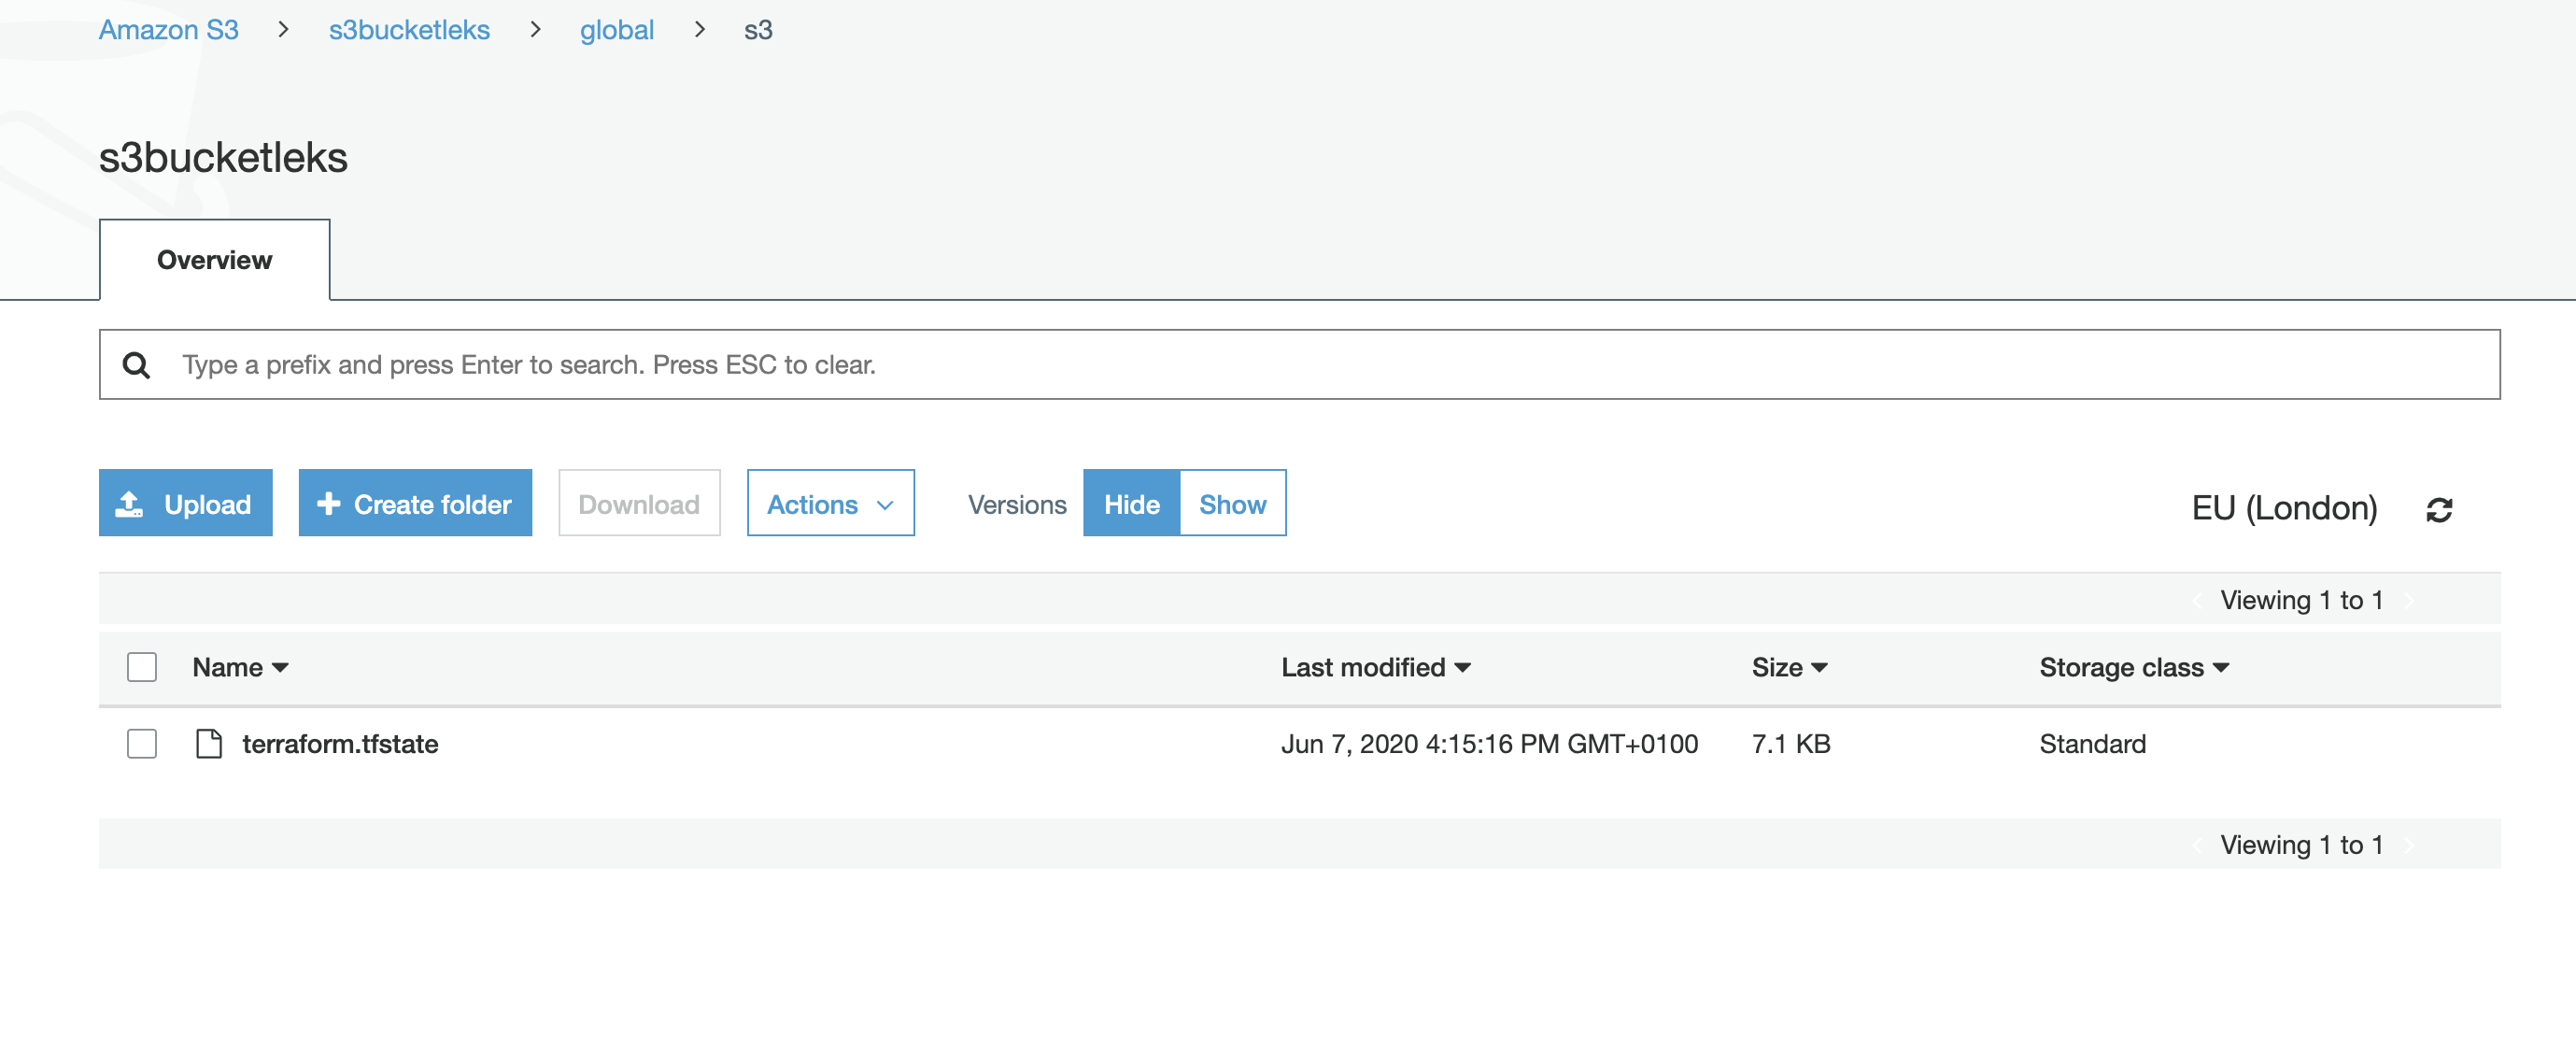 Amazon S3 > s3bucketleks > global > s3
s3bucketleks
Overview
Type a prefix and press Enter to search. Press ESC to clear.
Upload Create folder Download Actions Versions Hide Show EU (London)
Viewing 1 to 1
Name Last modified Size Storage class
terraform.tfstate Jun 7, 2020 4:15:16 PM GMT+0100 7.1 KB Standard
Viewing 1 to 1